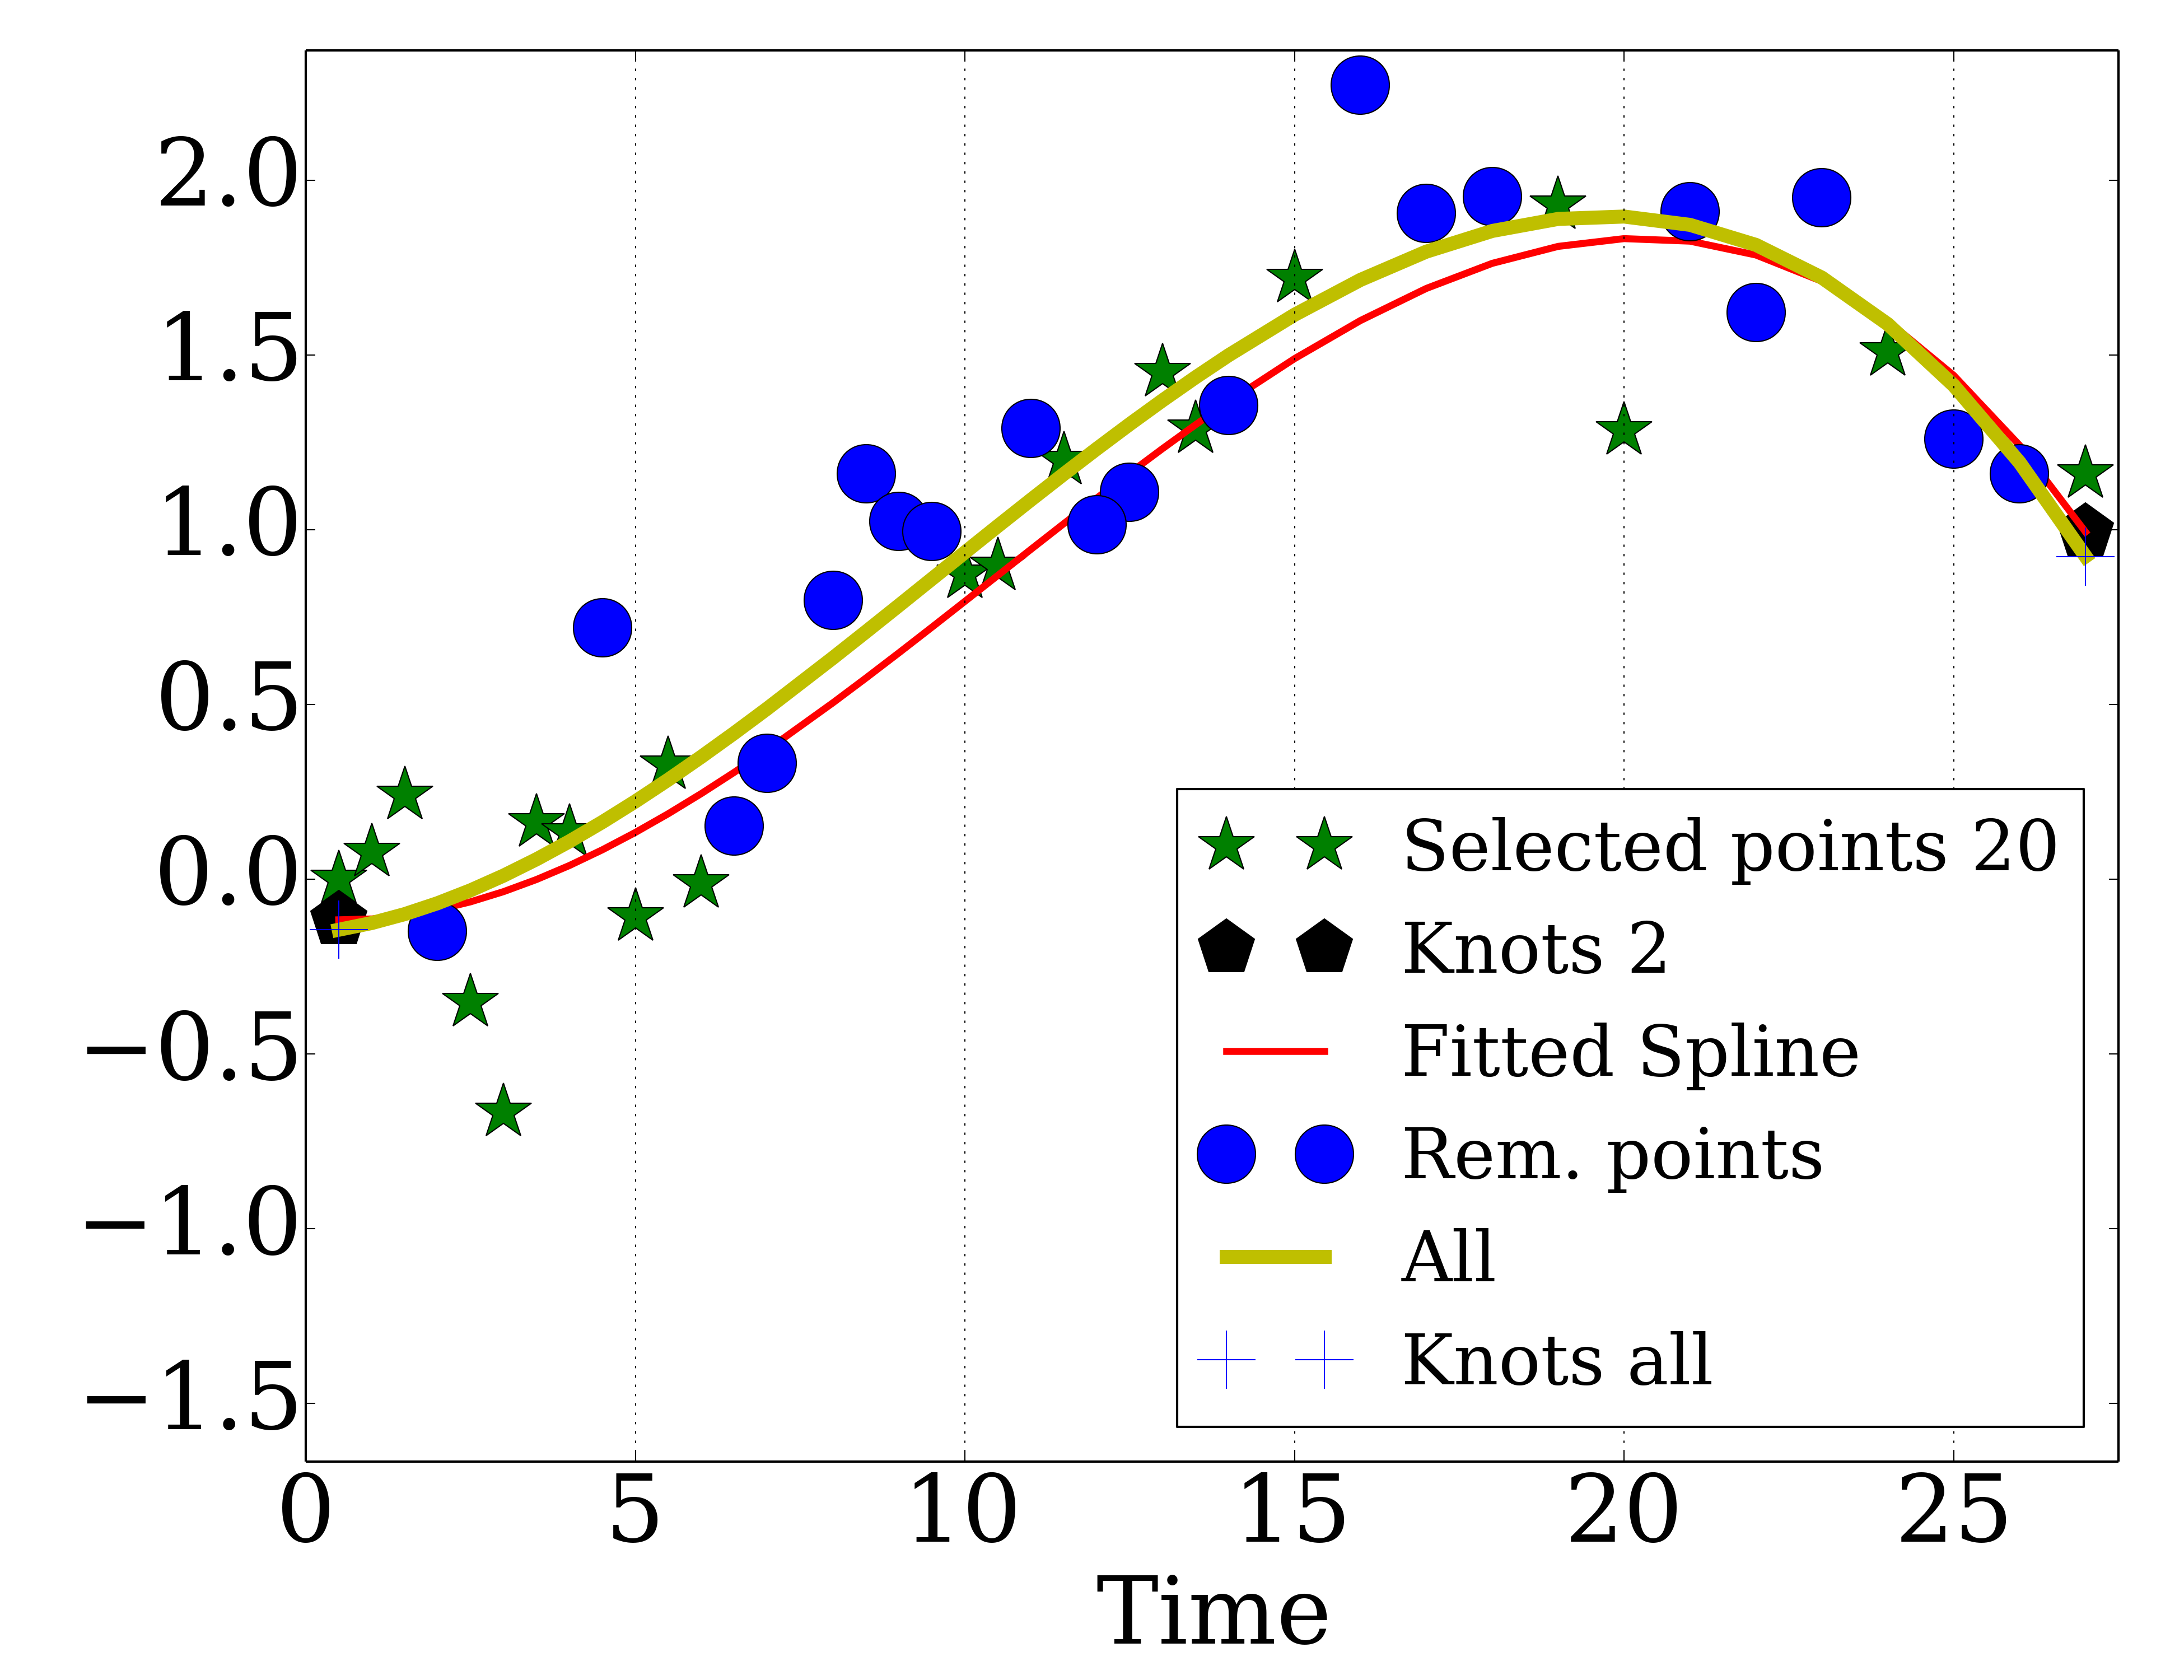 2.0
1.5
1.0
0.5
0.0
−0.5
−1.0
−1.5
0 5 10 15 20 25
Time
Selected points 20
Knots 2
Fitted Spline
Rem. points
All
Knots all